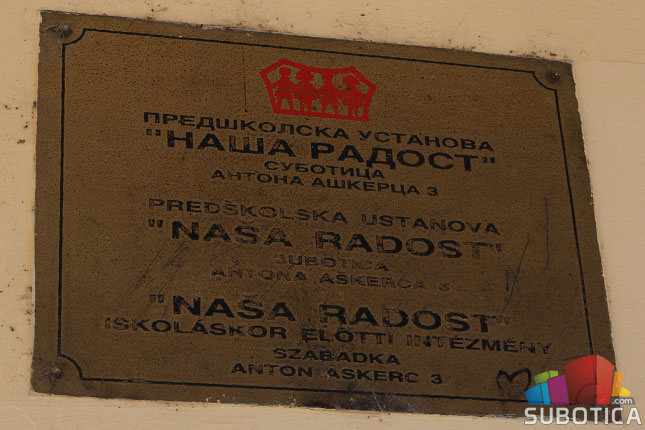 ПРЕДШКОЛСКА УСТАНОВА
"НАША РАДОСТ"
СУБОТИЦА
АНТОНА АШКЕРЦА 3
PREDŠKOLSKA USTANOVA
"NAŠA RADOST"
SUBOTICA
ANTONA AŠKERCA 3
"NAŠA RADOST"
ISKOLÁSKOR ELŐTTI INTÉZMÉNY
SZABADKA
ANTON AŠKERC 3
.com
SUBOTICA